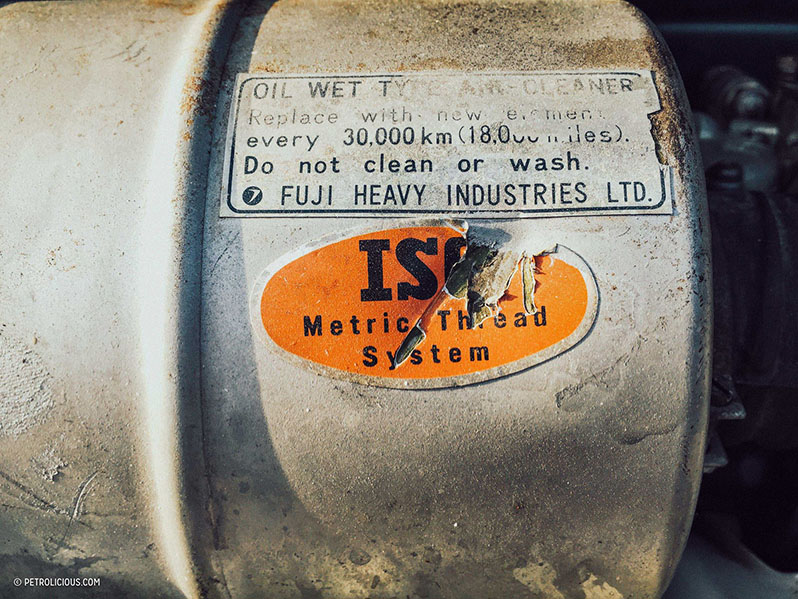 OIL WET TYPE AIR CLEANER
Replace with new element
every 30,000 km (18,000 miles).
Do not clean or wash.
7 FUJI HEAVY INDUSTRIES LTD.
ISO
Metric Thread
System
© PETROLICIOUS.COM